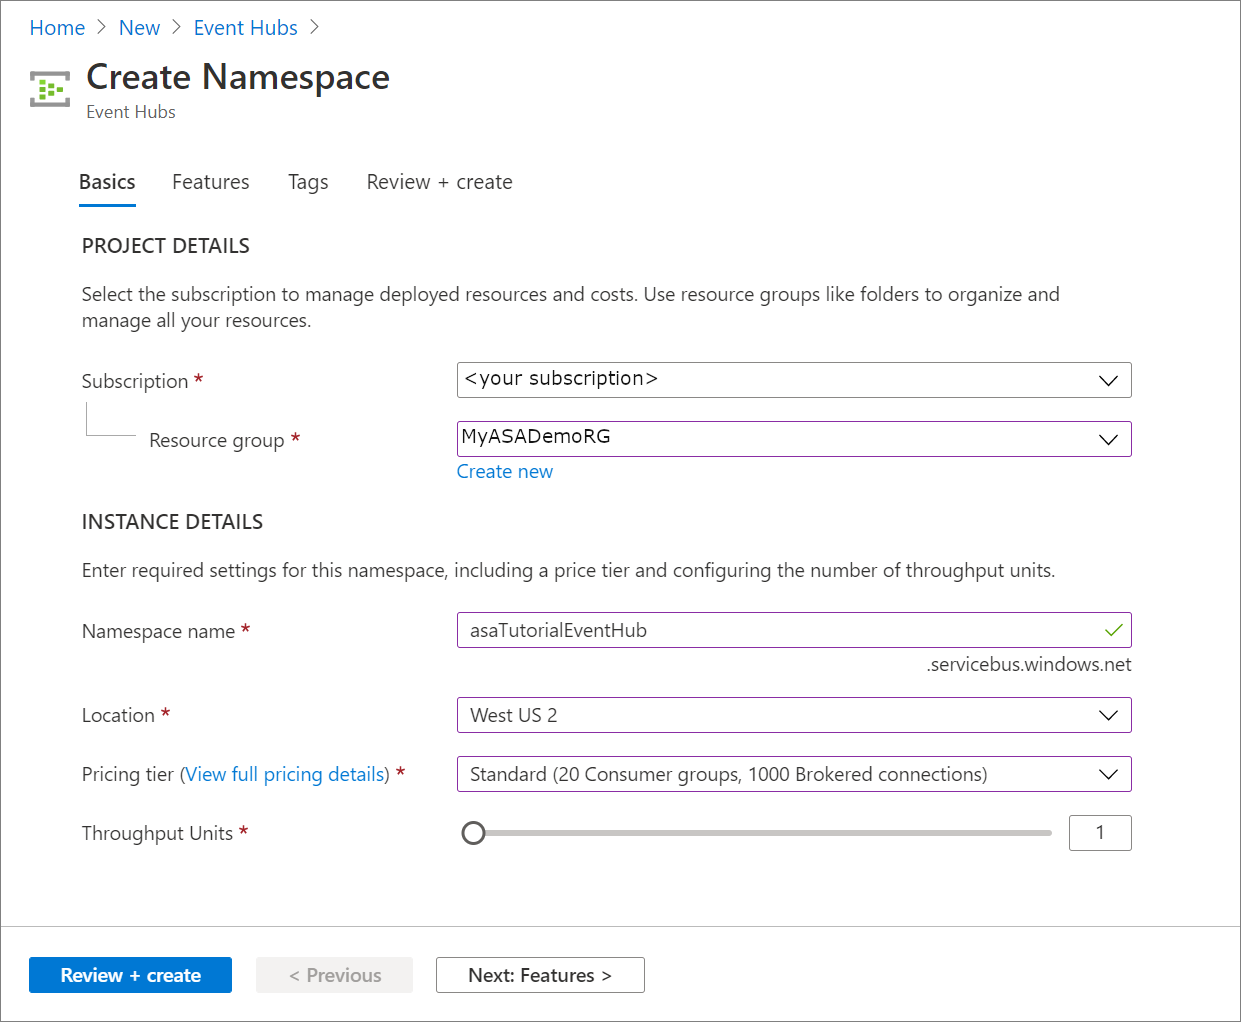 Home > New > Event Hubs >
Create Namespace
Event Hubs
Basics Features Tags Review + create
PROJECT DETAILS
Select the subscription to manage deployed resources and costs. Use resource groups like folders to organize and
manage all your resources.
Subscription * <your subscription>
Resource group * MyASADemoRG
Create new
INSTANCE DETAILS
Enter required settings for this namespace, including a price tier and configuring the number of throughput units.
Namespace name * asaTutorialEventHub
.servicebus.windows.net
Location * West US 2
Pricing tier (View full pricing details) * Standard (20 Consumer groups, 1000 Brokered connections)
Throughput Units * 1
Review + create < Previous Next: Features >